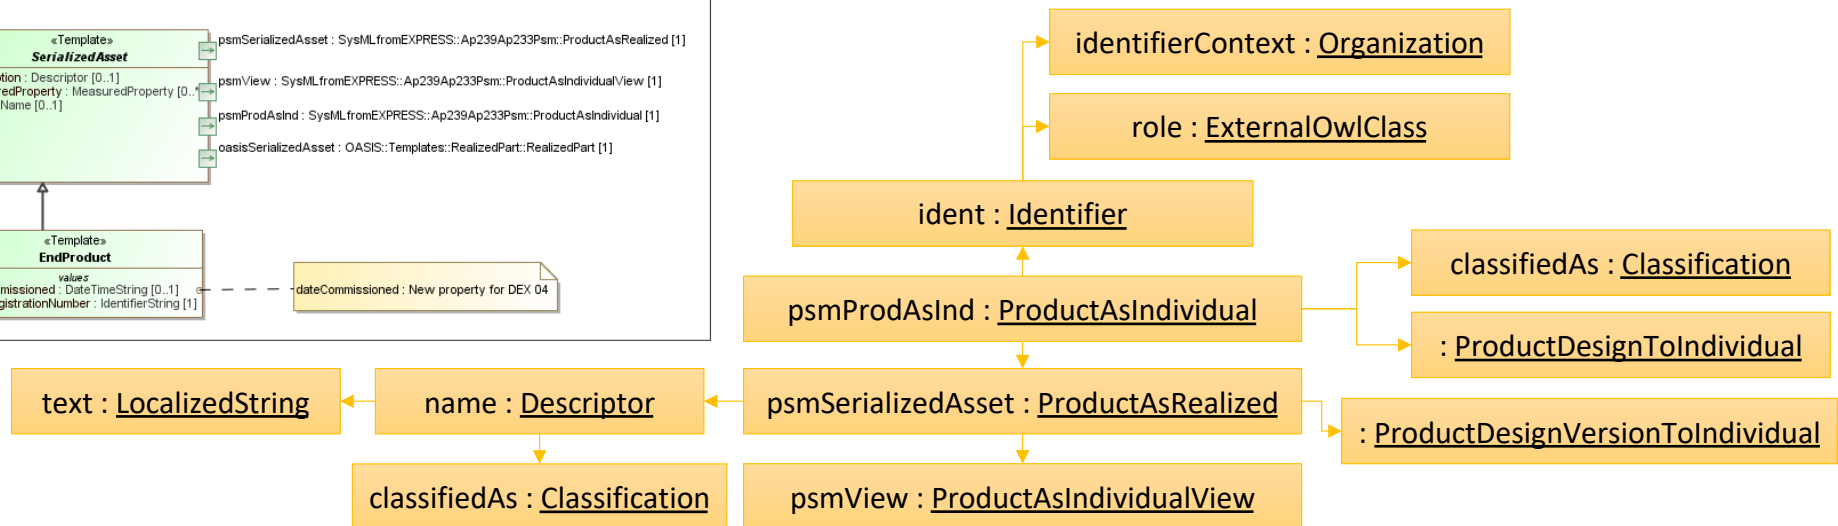 «Template»
SerializedAsset
: Descriptor [0..1]
: MeasuredProperty [0..*
Name [0..1]
psmSerializedAsset : SysMLfromEXPRESS::Ap239Ap233Psm::ProductAsRealized [1]
psmView : SysMLfromEXPRESS::Ap239Ap233Psm::ProductAsIndividualView [1]
psmProdAsInd : SysMLfromEXPRESS::Ap239Ap233Psm::ProductAsIndividual [1]
oasisSerializedAsset : OASIS::Templates::RealizedPart::RealizedPart [1]
«Template»
EndProduct
values
missioned : DateTimeString [0..1]
gistrationNumber : IdentifierString [1]
dateCommissioned : New property for DEX 04
identifierContext : Organization
role : ExternalOwlClass
ident : Identifier
classifiedAs : Classification
psmProdAsInd : ProductAsIndividual
: ProductDesignToIndividual
text : LocalizedString
name : Descriptor
psmSerializedAsset : ProductAsRealized
: ProductDesignVersionToIndividual
classifiedAs : Classification
psmView : ProductAsIndividualView